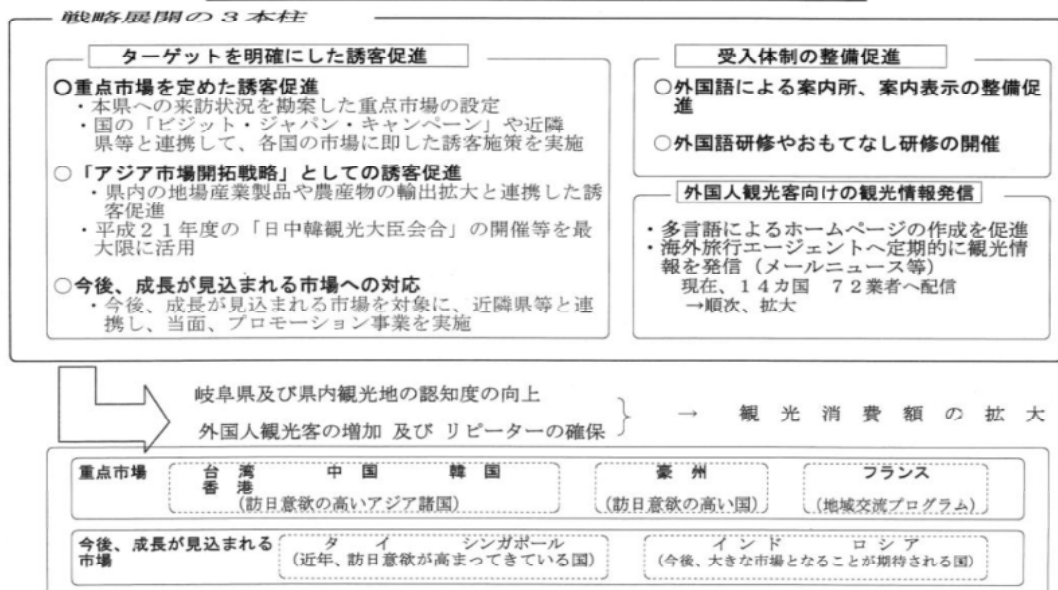 戦略展開の3本柱
ターゲットを明確にした誘客促進
○重点市場を定めた誘客促進
・本県への来訪状況を勘案した重点市場の設定
・国の「ビジット・ジャパン・キャンペーン」や近隣
県等と連携して、各国の市場に即した誘客施策を実施
○「アジア市場開拓戦略」としての誘客促進
・県内の地場産業製品や農産物の輸出拡大と連携した誘
客促進
・平成21年度の「日中韓観光大臣会合」の開催等を最
大限に活用
○今後、成長が見込まれる市場への対応
・今後、成長が見込まれる市場を対象に、近隣県等と連
携し、当面、プロモーション事業を実施
受入体制の整備促進
○外国語による案内所、案内表示の整備促
進
○外国語研修やおもてなし研修の開催
外国人観光客向けの観光情報発信
・多言語によるホームページの作成を促進
・海外旅行エージェントへ定期的に観光情
報を発信（メールニュース等）
現在、14カ国 72業者へ配信
→順次、拡大
岐阜県及び県内観光地の認知度の向上
外国人観光客の増加 及び リピーターの確保
→ 観光消費額の拡大
重点市場
台湾 中国 韓国
香港
(訪日意欲の高いアジア諸国)
豪州
(訪日意欲の高い国)
フランス
(地域交流プログラム)
今後、成長が見込まれる
市場
タイ シンガポール
(近年、訪日意欲が高まってきている国)
インド ロシア
(今後、大きな市場となることが期待される国)